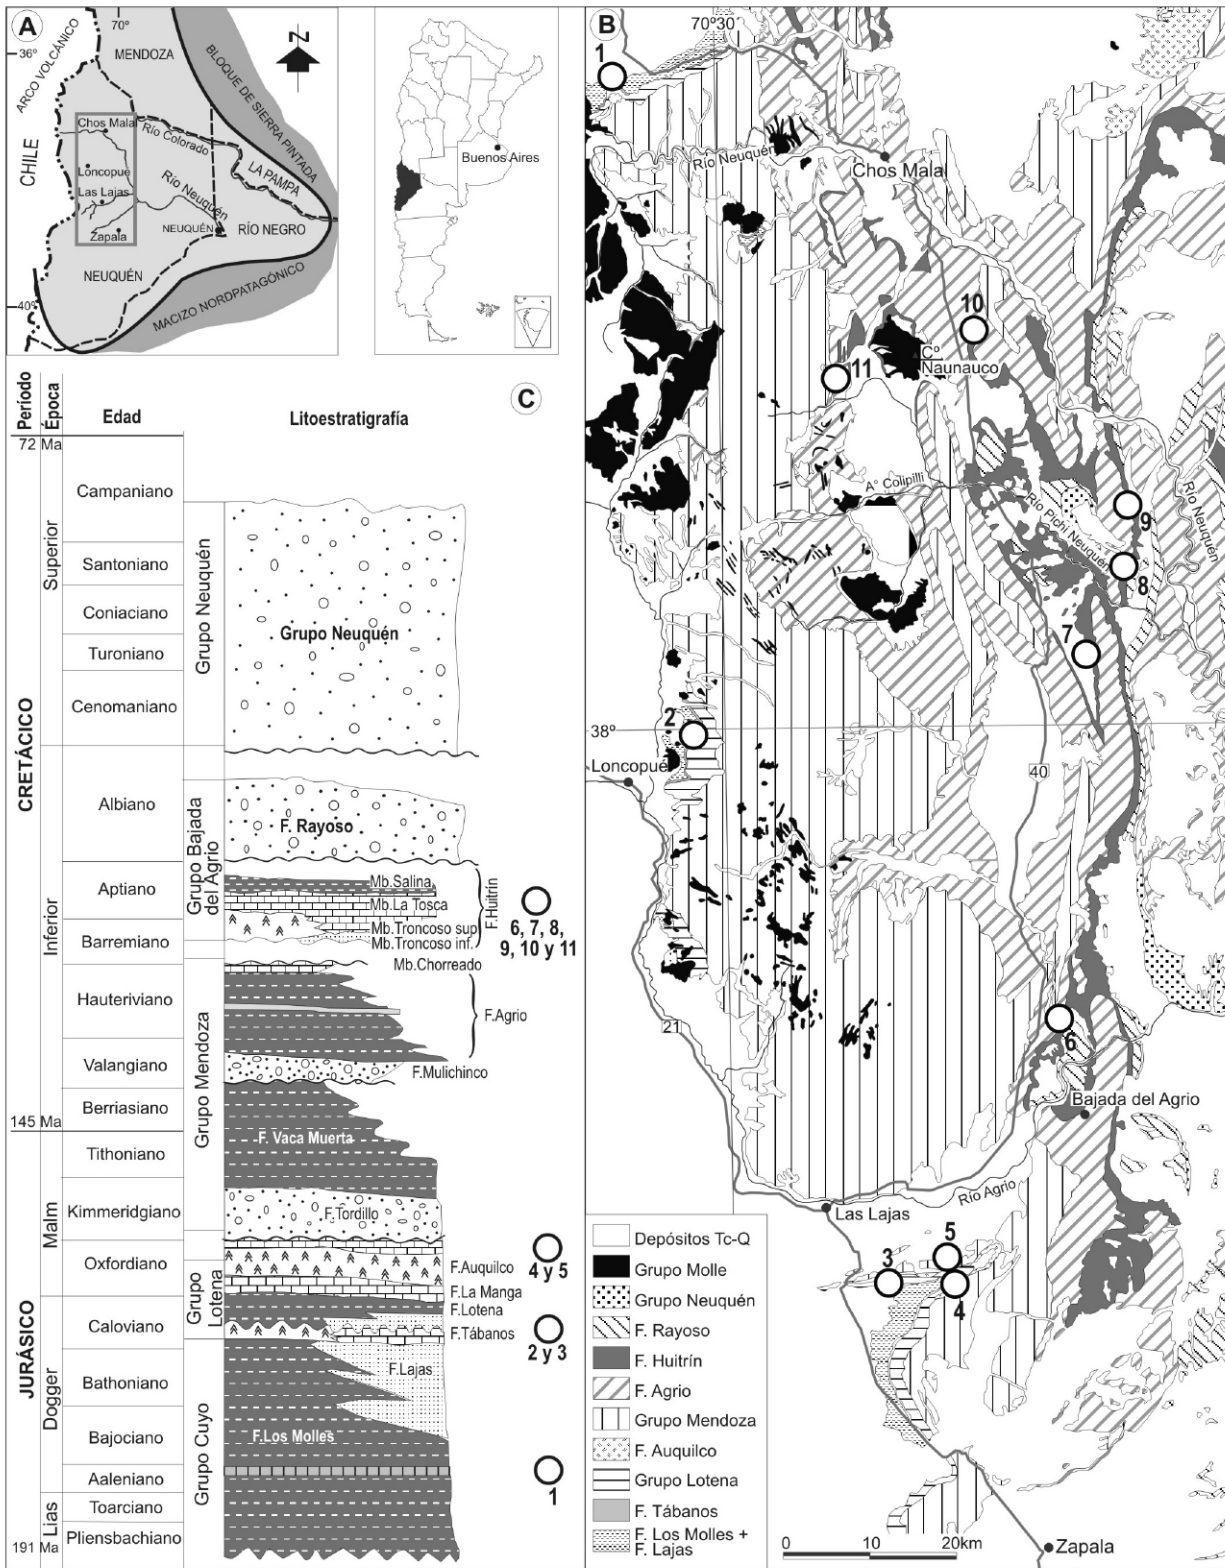 A
70º
36°
MENDOZA
ARCO VOLCÁNICO
BLOQUE DE SIERRA PINTADA
N
CHILE
Chos Malal
Río Colorado
LA PAMPA
Loncopué
Las Lajas
Río Neuquén
Zapala
NEUQUÉN
RÍO NEGRO
NEUQUÉN
MACIZO NORDPATAGÓNICO
40º
Buenos Aires
B
70°30'
1
Río Neuquén
Chos Malal
10
11
Cº
Naunauco
A° Colipilli
Río Pichi Neuquén
Río Neuquén
9
8
7
2
38°
Loncopué
40
21
6
Bajada del Agrio
Río Agrio
Las Lajas
5
3
4
Zapala
Depósitos Tc-Q
Grupo Molle
Grupo Neuquén
F. Rayoso
F. Huitrín
F. Agrio
Grupo Mendoza
F. Auquilco
Grupo Lotena
F. Tábanos
F. Los Molles +
F. Lajas
0 10 20km
C
Período
Época
Edad
Litoestratigrafía
72 Ma
Campaniano
Santoniano
Coniaciano
Turoniano
Cenomaniano
Albiano
Aptiano
Barremiano
Hauteriviano
Valangiano
Berriasiano
145 Ma
Tithoniano
Kimmeridgiano
Oxfordiano
Caloviano
Bathoniano
Bajociano
Aaleniano
Toarciano
Pliensbachiano
191 Ma
CRETÁCICO
JURÁSICO
Superior
Inferior
Malm
Dogger
Lias
Grupo Neuquén
Grupo Bajada
del Agrio
Grupo Mendoza
Grupo
Lotena
Grupo Cuyo
Grupo Neuquén
F. Rayoso
Mb.Salina
Mb.La Tosca
Mb.Troncoso sup.
Mb.Troncoso inf.
F.Huitrín
6, 7, 8,
9, 10 y 11
Mb.Chorreado
F.Agrio
F.Mulichinco
F. Vaca Muerta
F.Tordillo
F.Auquilco
4 y 5
F.La Manga
F.Lotena
F.Tábanos
2 y 3
F.Lajas
F.Los Molles
1